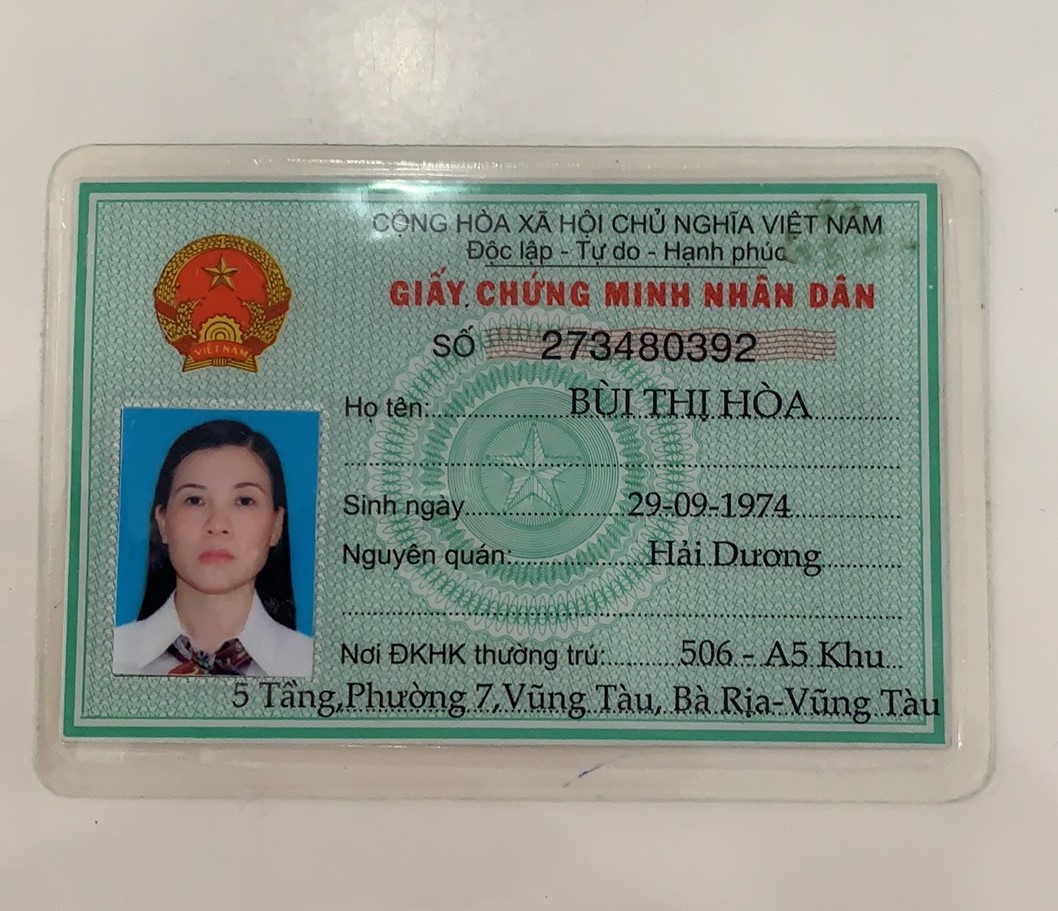 CỘNG HÒA XÃ HỘI CHỦ NGHĨA VIỆT NAM
Độc lập - Tự do - Hạnh phúc
GIẤY CHỨNG MINH NHÂN DÂN
SỐ 273480392
VIỆT NAM
Họ tên: BÙI THỊ HÒA
Sinh ngày 29-09-1974
Nguyên quán: Hải Dương
Nơi ĐKHK thường trú: 506 - A5 Khu
5 Tầng,Phường 7,Vũng Tàu, Bà Rịa-Vũng Tàu